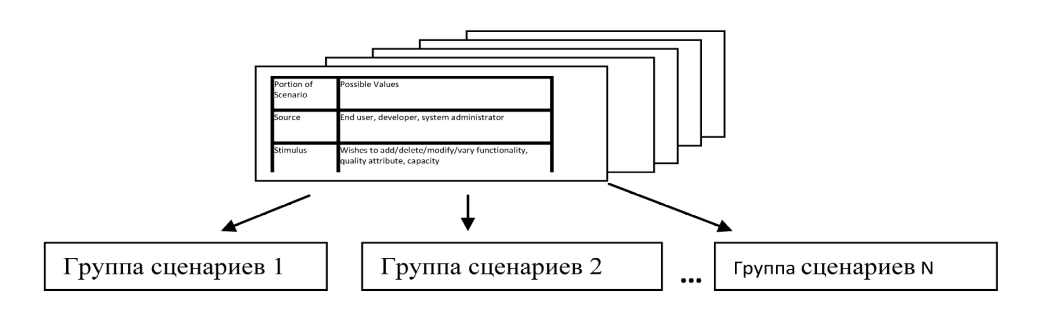 Portion of Scenario
Possible Values
Source
End user, developer, system administrator
Stimulus
Wishes to add/delete/modify/vary functionality,
quality attribute, capacity
Группа сценариев 1
Группа сценариев 2
...
Группа сценариев N